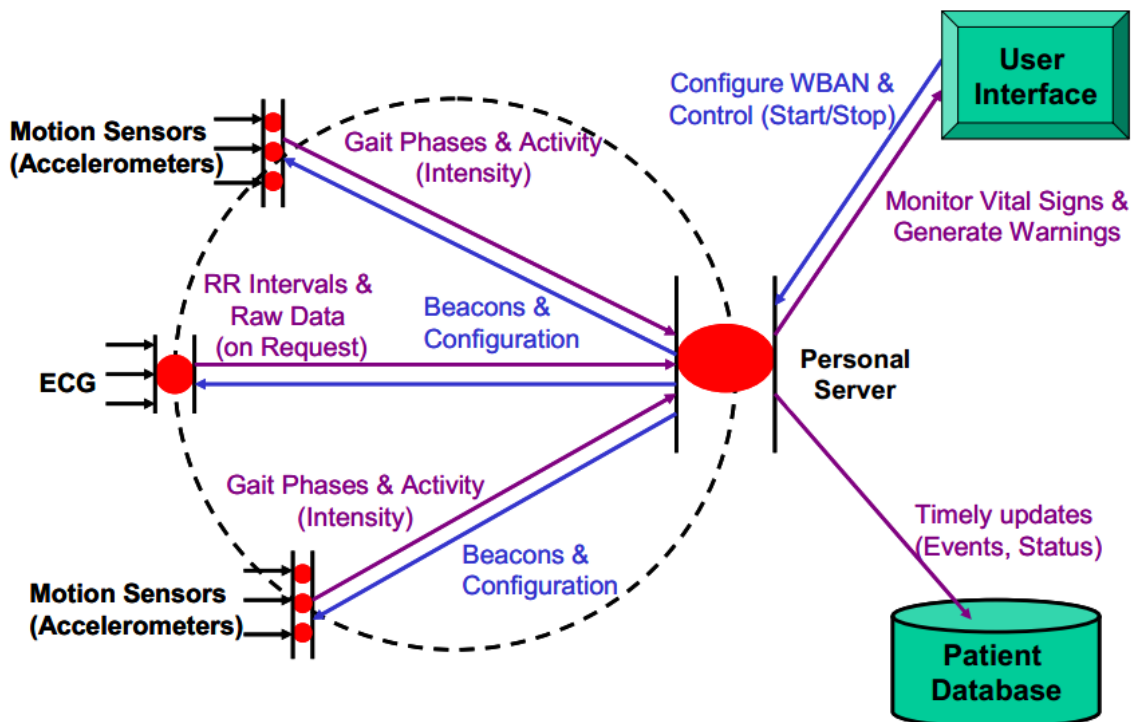 User
Interface
Configure WBAN &
Control (Start/Stop)
Motion Sensors
(Accelerometers)
Gait Phases & Activity
(Intensity)
Monitor Vital Signs &
Generate Warnings
RR Intervals &
Raw Data
(on Request)
Beacons &
Configuration
ECG
Personal
Server
Gait Phases & Activity
(Intensity)
Beacons &
Configuration
Timely updates
(Events, Status)
Motion Sensors
(Accelerometers)
Patient
Database